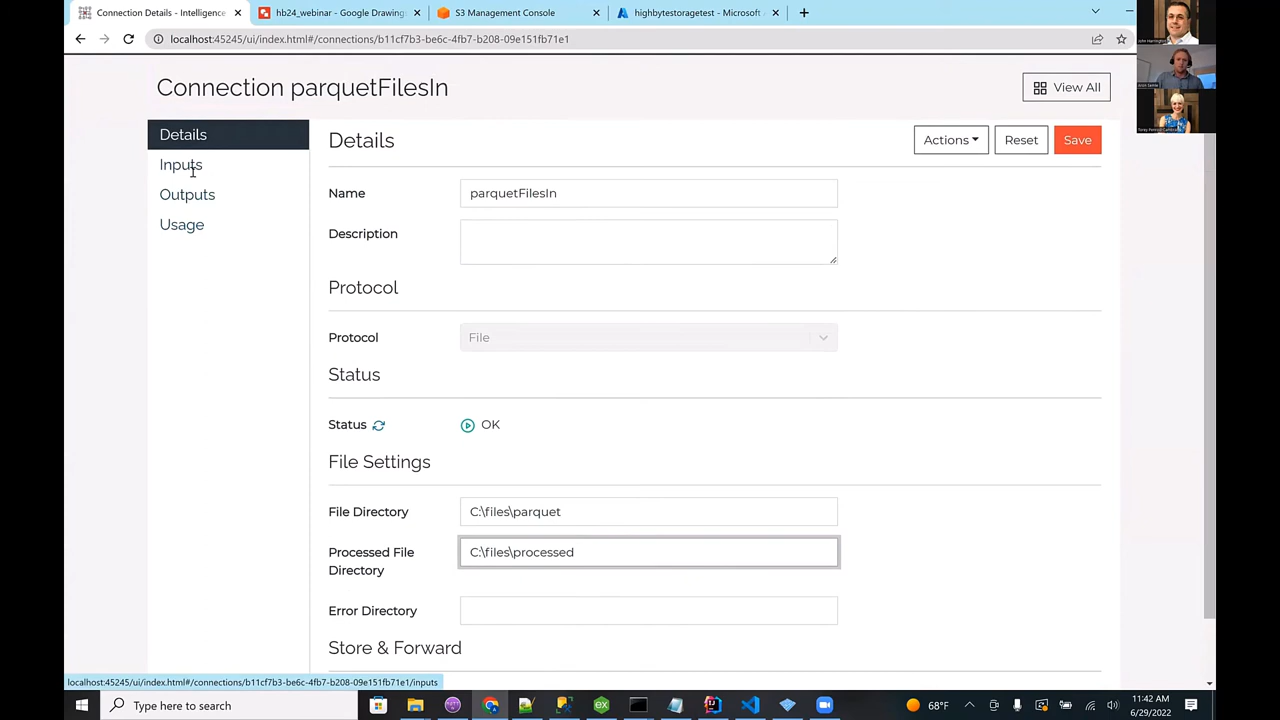 Connection Details - Intelligence
hb24_webinar - Google Drawings
S3 Management Console
highbytestoragetest - Microsoft
localhost:45245/ui/index.html#/connections/b11cf7b3-be6c-4fb7-b208-09e151fb71e1
Connection parquetFilesIn
View All
Details
Inputs
Outputs
Usage
Details
Actions
Reset
Save
Name
parquetFilesIn
Description
Protocol
Protocol
File
Status
Status
OK
File Settings
File Directory
C:\files\parquet
Processed File
Directory
C:\files\processed
Error Directory
Store & Forward
localhost:45245/ui/index.html#/connections/b11cf7b3-be6c-4fb7-b208-09e151fb71e1/inputs
Type here to search
68°F
11:42 AM
6/29/2022